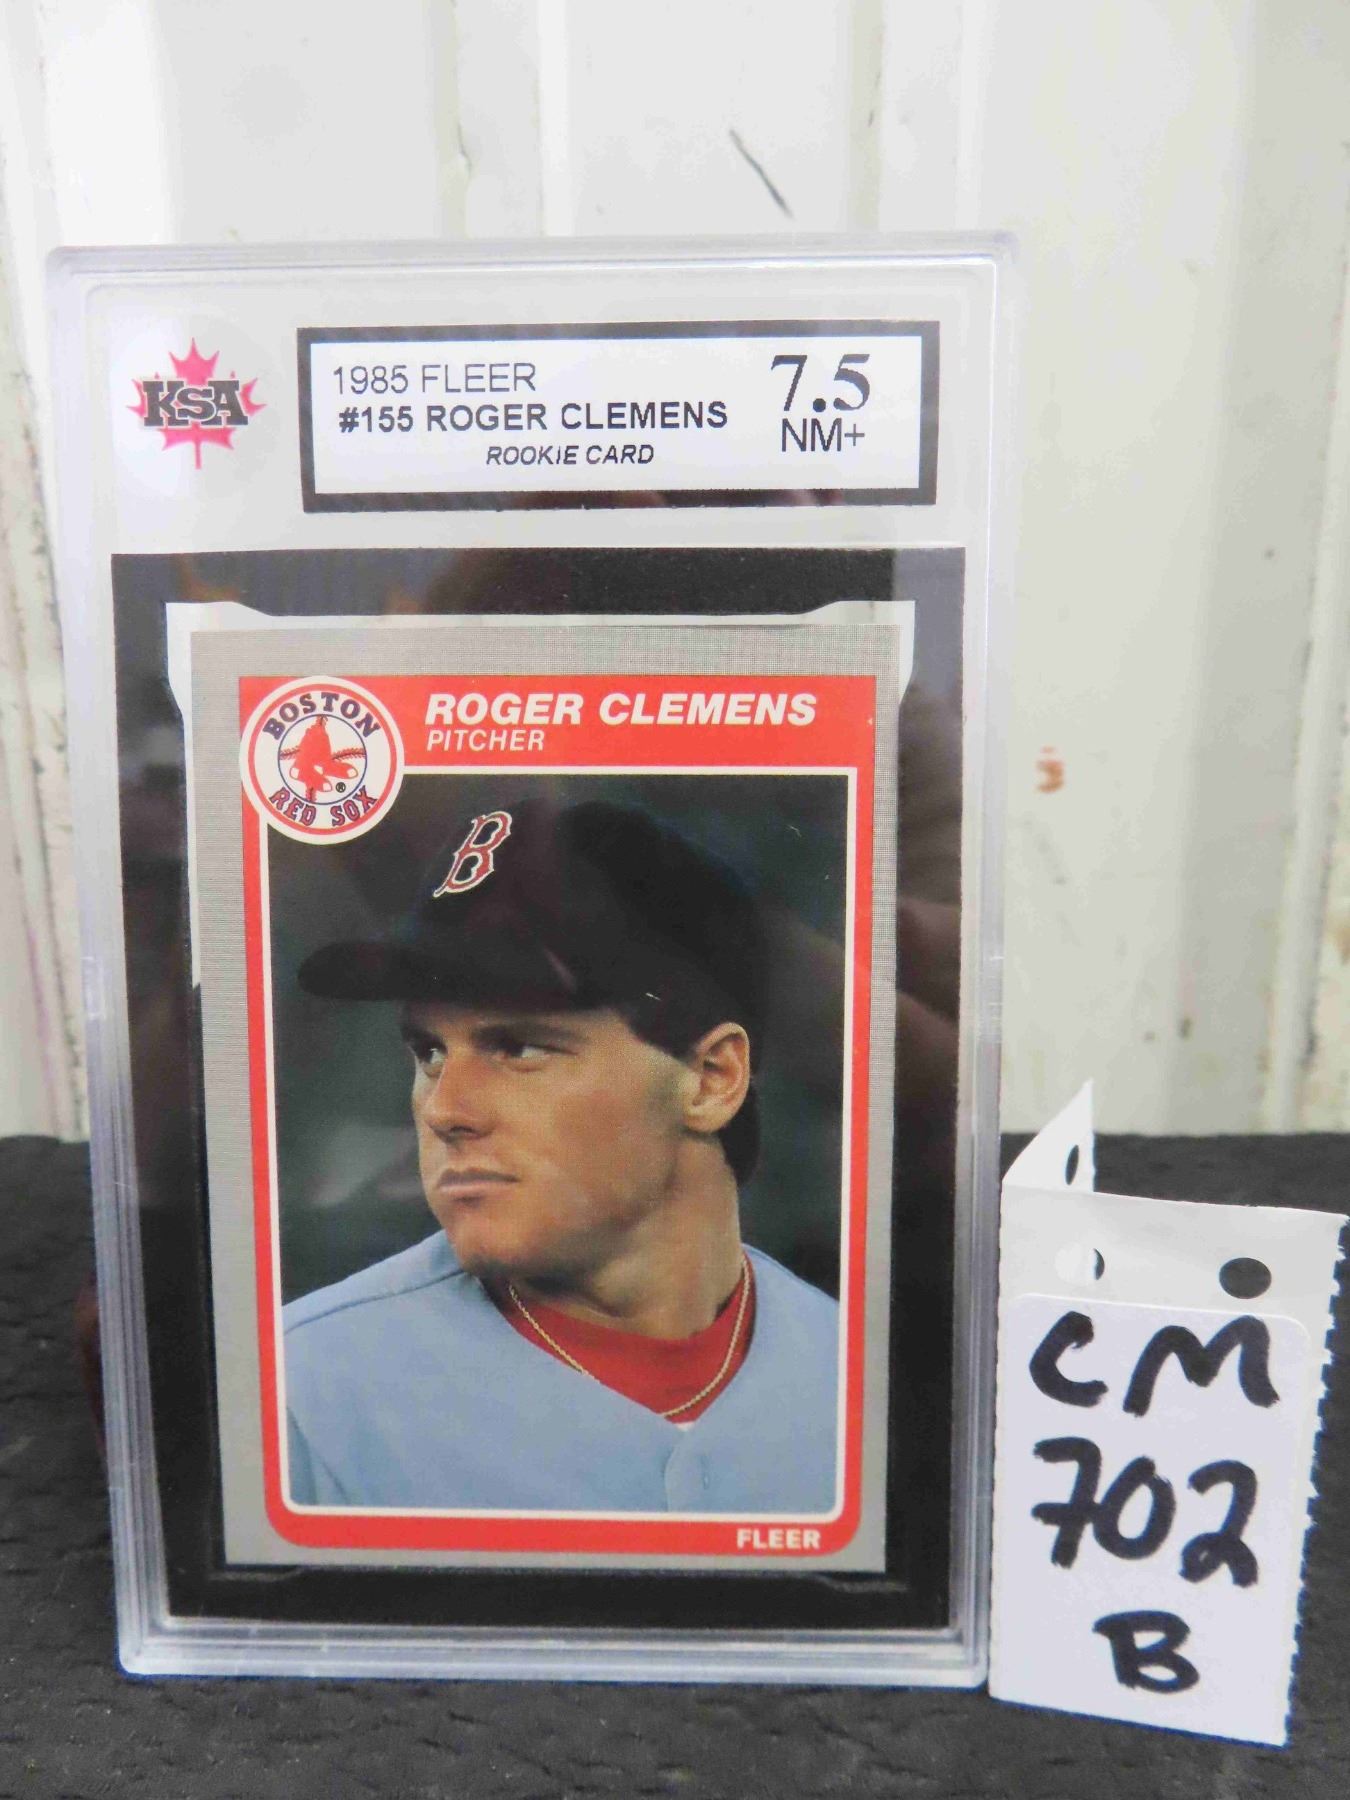 KSA
1985 FLEER
#155 ROGER CLEMENS
ROOKIE CARD
7.5
NM+
BOSTON
RED SOX
®
ROGER CLEMENS
PITCHER
B
FLEER
CM
702
B